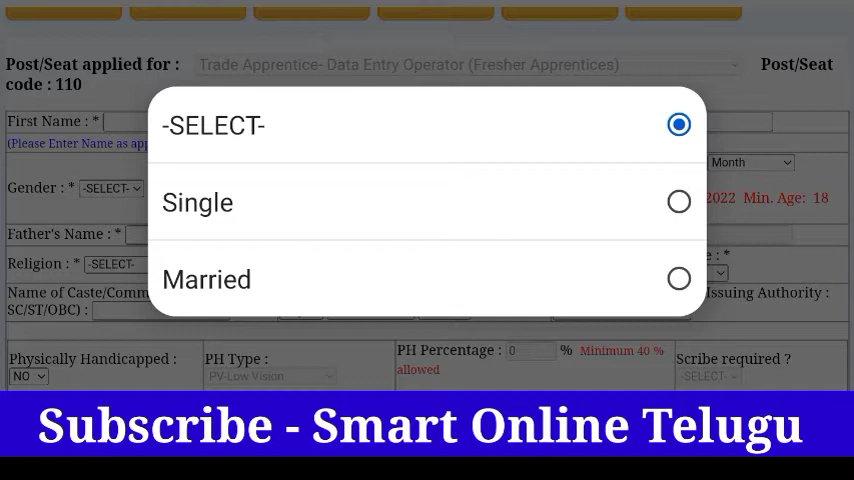 Post/Seat applied for : Trade Apprentice- Data Entry Operator (Fresher Apprentices) Post/Seat
code : 110
-SELECT-
First Name : *
(Please Enter Name as app
Month
Gender : * -SELECT-
Single
2022 Min. Age: 18
Father's Name : *
Religion : * -SELECT-
e : *
Married
Name of Caste/Comm
Issuing Authority :
SC/ST/OBC) :
Physically Handicapped : PH Type : PH Percentage : 0 % Minimum 40 % Scribe required ?
allowed
NO PV-Low Vision -SELECT-
Subscribe - Smart Online Telugu